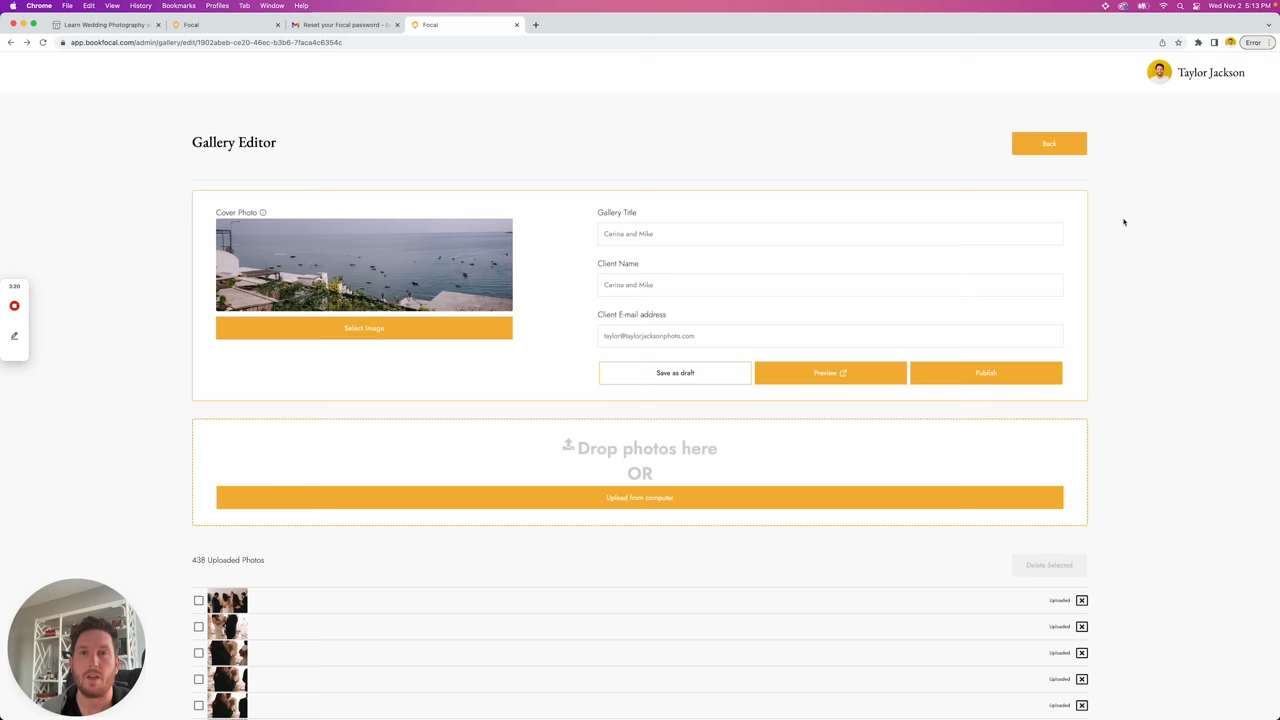 Chrome File Edit View History Bookmarks Profiles Tab Window Help
Wed Nov 2 5:13 PM
Learn Wedding Photography
Focal
Reset your Focal password -
Focal
app.bookfocal.com/admin/gallery/edit/1902abeb-ce20-46ec-b3b6-7faca4c6354c
Error
Taylor Jackson
Gallery Editor
Back
Cover Photo
Select Image
Gallery Title
Cerina and Mike
Client Name
Cerina and Mike
Client E-mail address
taylor@taylorjacksonphoto.com
Save as draft
Preview
Publish
3:20
Drop photos here
OR
Upload from computer
438 Uploaded Photos
Delete Selected
Uploaded
Uploaded
Uploaded
Uploaded
Uploaded